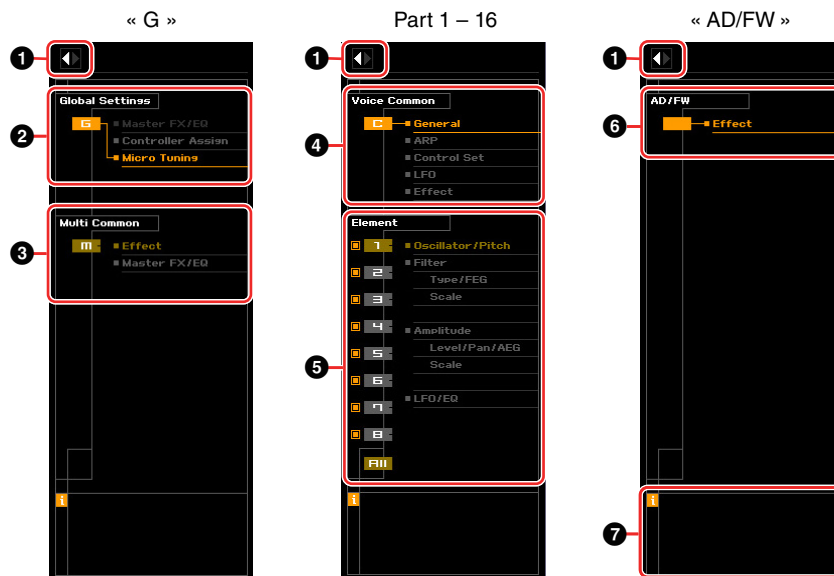 « G »
1
Global Settings
2
G
Master FX/EQ
Controller Assign
Micro Tuning
Multi Common
3
m
Effect
Master FX/EQ
i
Part 1 – 16
1
Voice Common
4
C
General
ARP
Control Set
LFO
Effect
Element
5
1
Oscillator/Pitch
2
Filter
Type/FEG
3
Scale
4
Amplitude
5
Level/Pan/AEG
Scale
6
7
LFO/EQ
8
All
i
« AD/FW »
1
AD/FW
6
Effect
i
7